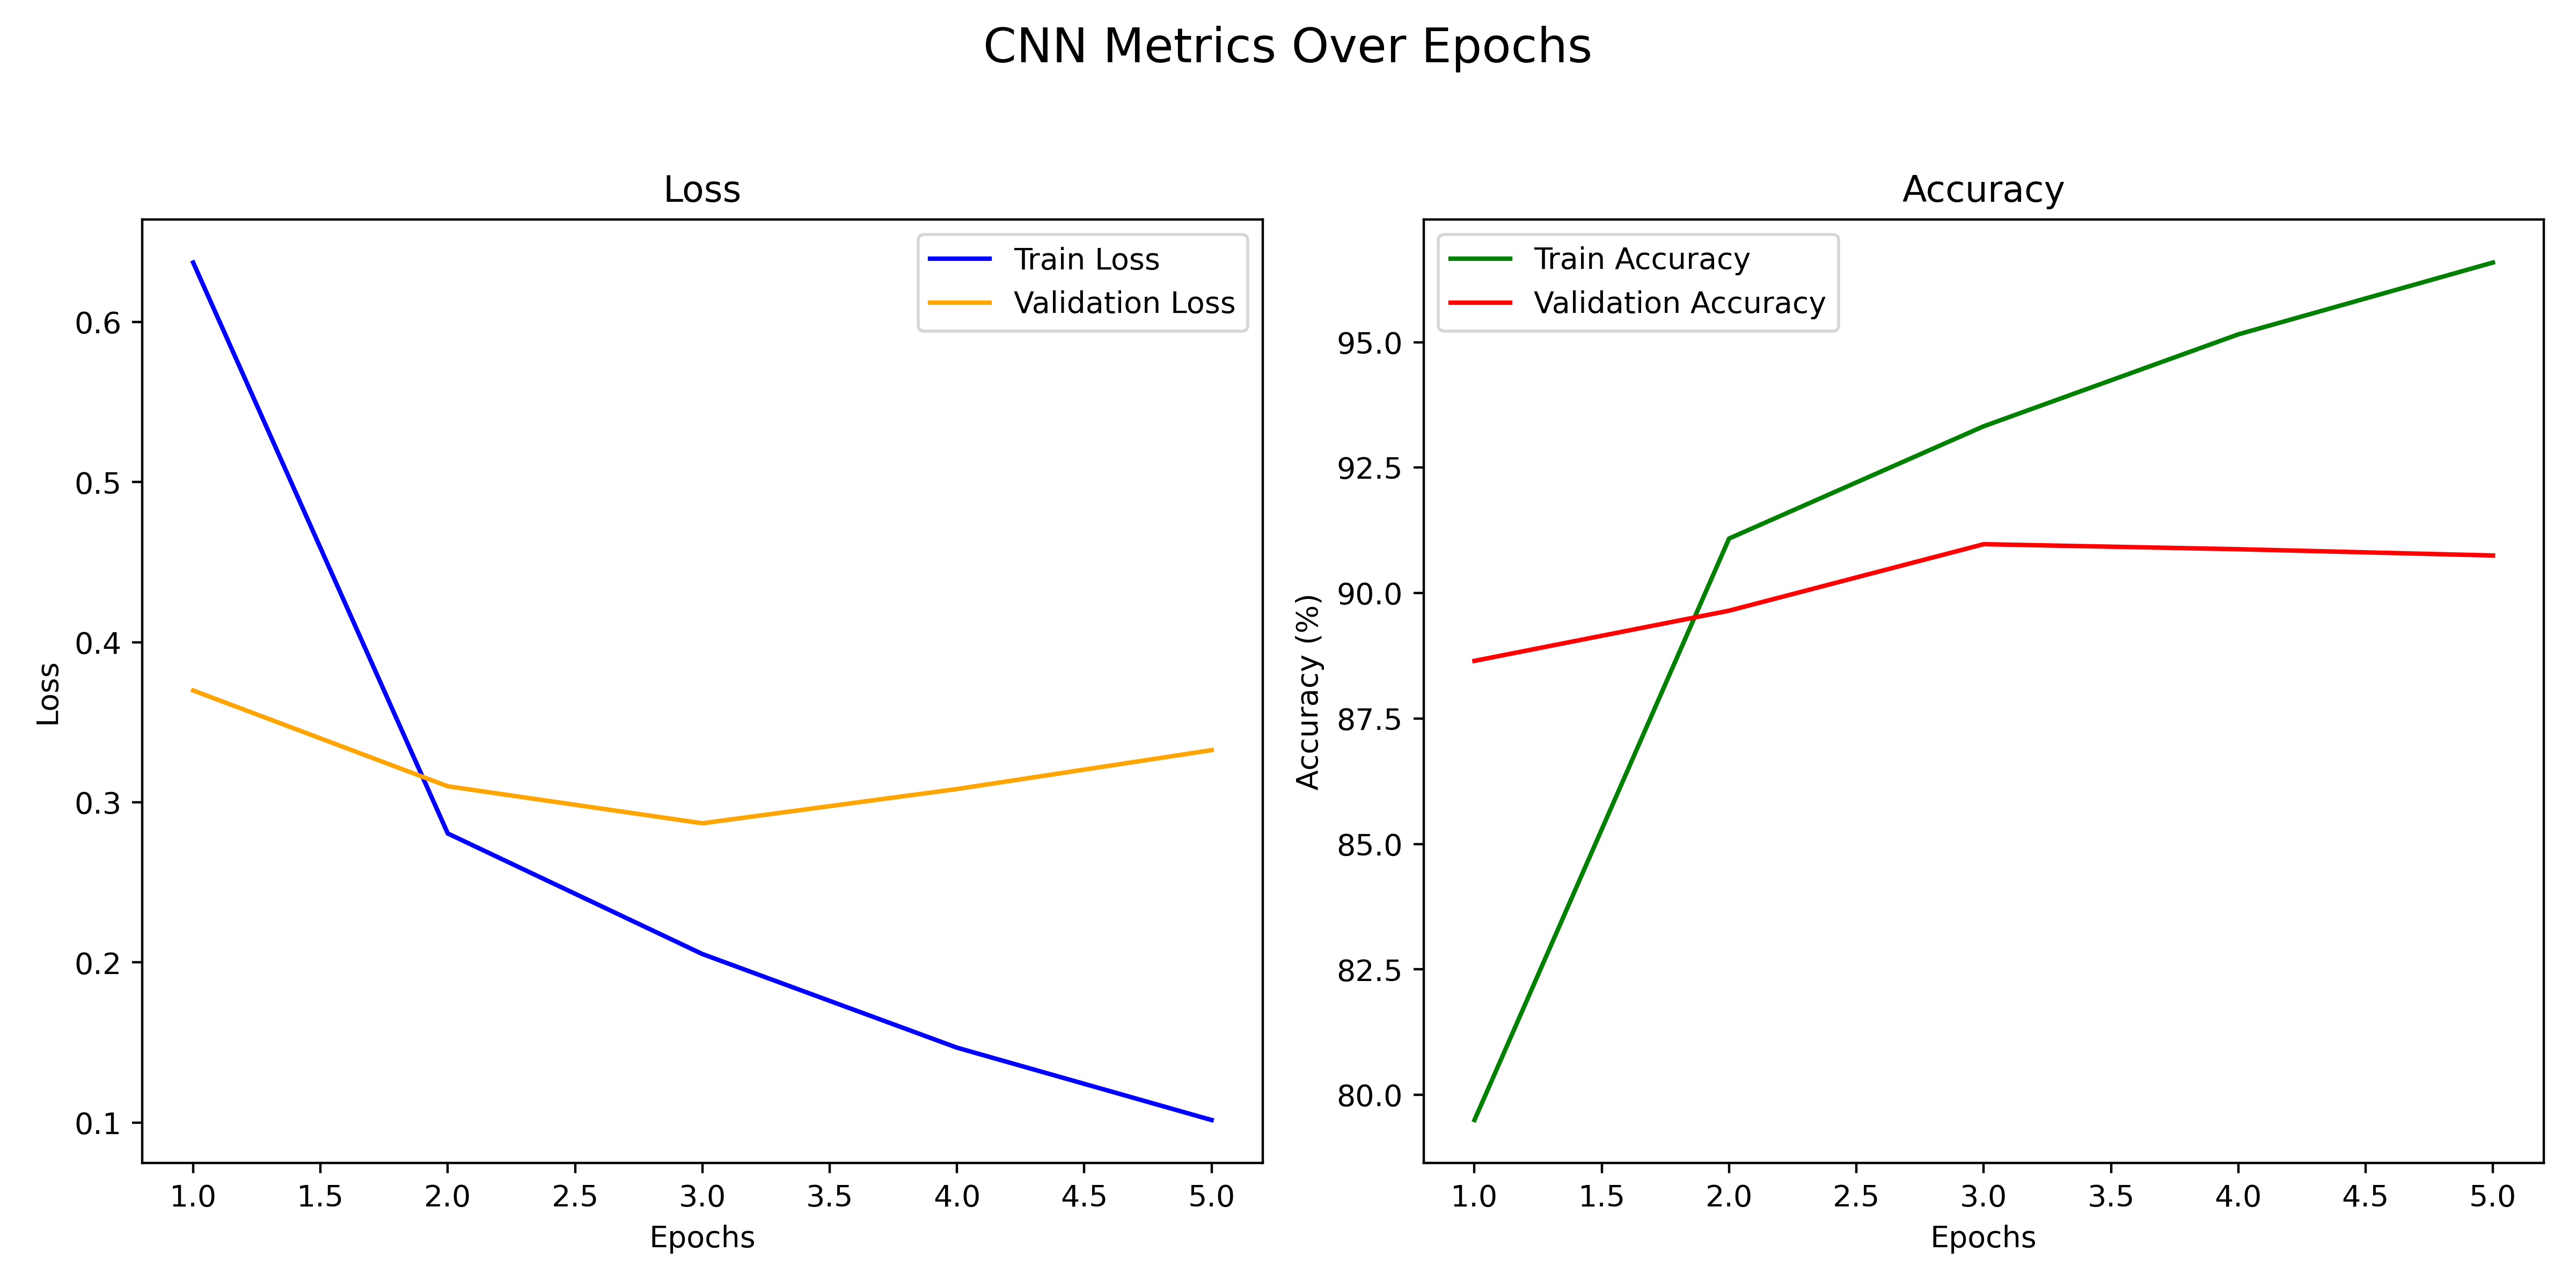 CNN Metrics Over Epochs
Loss
Train Loss
Validation Loss
0.6
0.5
0.4
0.3
0.2
0.1
Loss
1.0 1.5 2.0 2.5 3.0 3.5 4.0 4.5 5.0
Epochs
Accuracy
Train Accuracy
Validation Accuracy
95.0
92.5
90.0
87.5
85.0
82.5
80.0
Accuracy (%)
1.0 1.5 2.0 2.5 3.0 3.5 4.0 4.5 5.0
Epochs